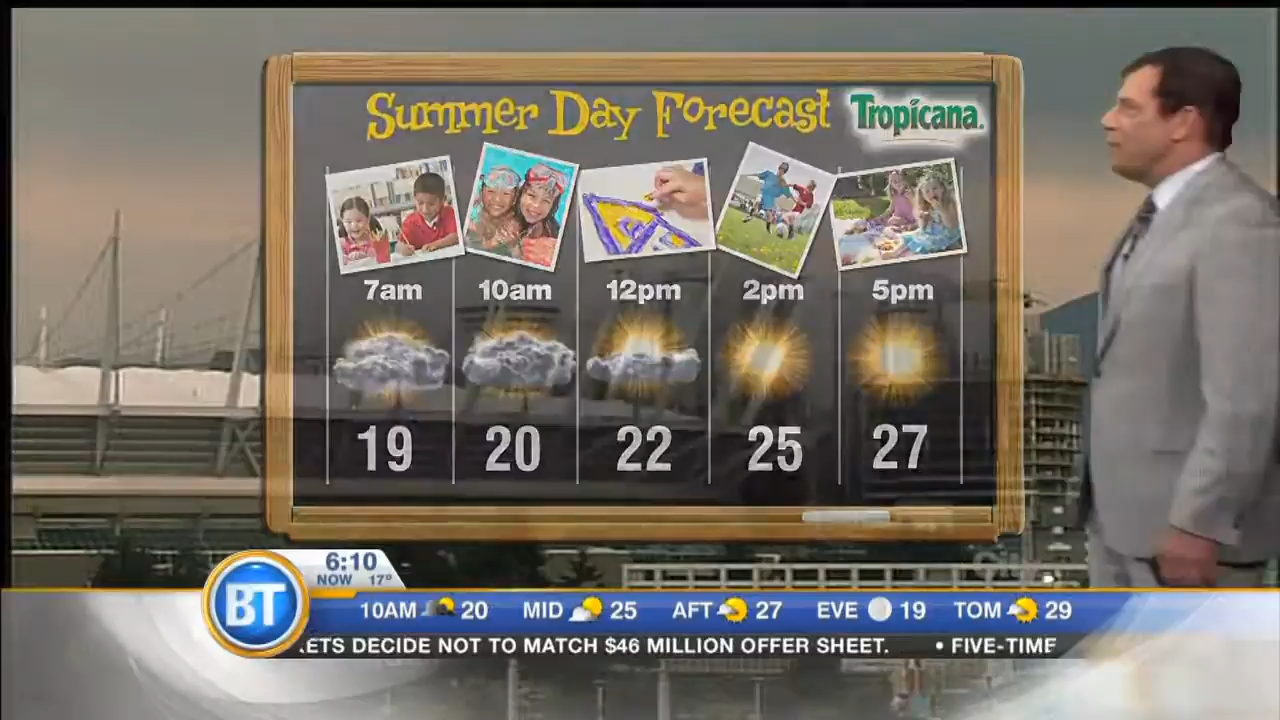 Summer Day Forecast
Tropicana
7am 10am 12pm 2pm 5pm
19 20 22 25 27
6:10
NOW 17°
BT
10AM 20 MID 25 AFT 27 EVE 19 TOM 29
ETS DECIDE NOT TO MATCH $46 MILLION OFFER SHEET. • FIVE-TIME